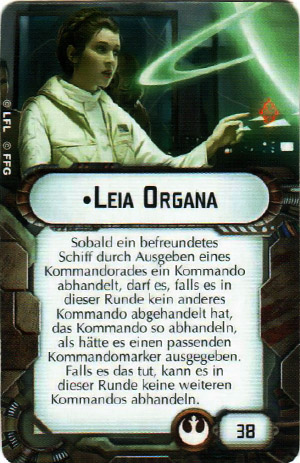 © LFL © FFG
•Leia Organa
Sobald ein befreundetes
Schiff durch Ausgeben eines
Kommandorades ein Kommando
abhandelt, darf es, falls es in
dieser Runde kein anderes
Kommando abgehandelt hat,
das Kommando so abhandeln,
als hätte es einen passenden
Kommandomarker ausgegeben.
Falls es das tut, kann es in
dieser Runde keine weiteren
Kommandos abhandeln.
38